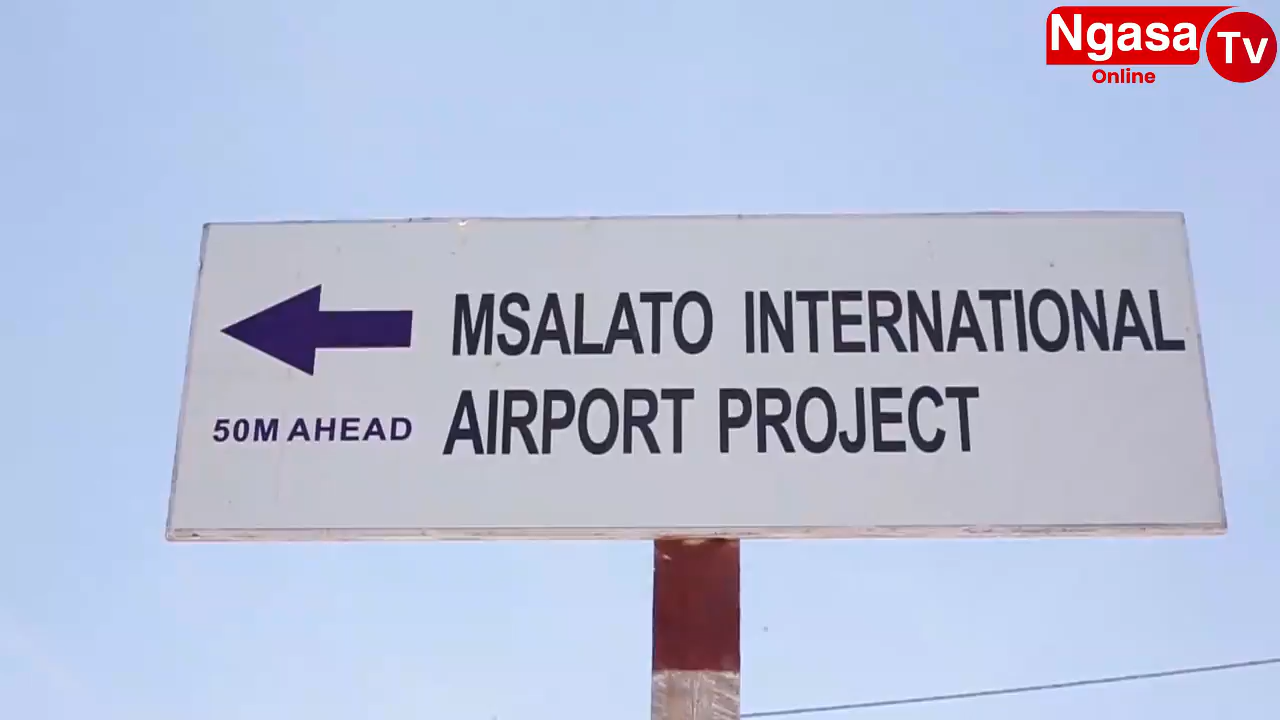 Ngasa Tv
Online
MSALATO INTERNATIONAL
AIRPORT PROJECT
50M AHEAD